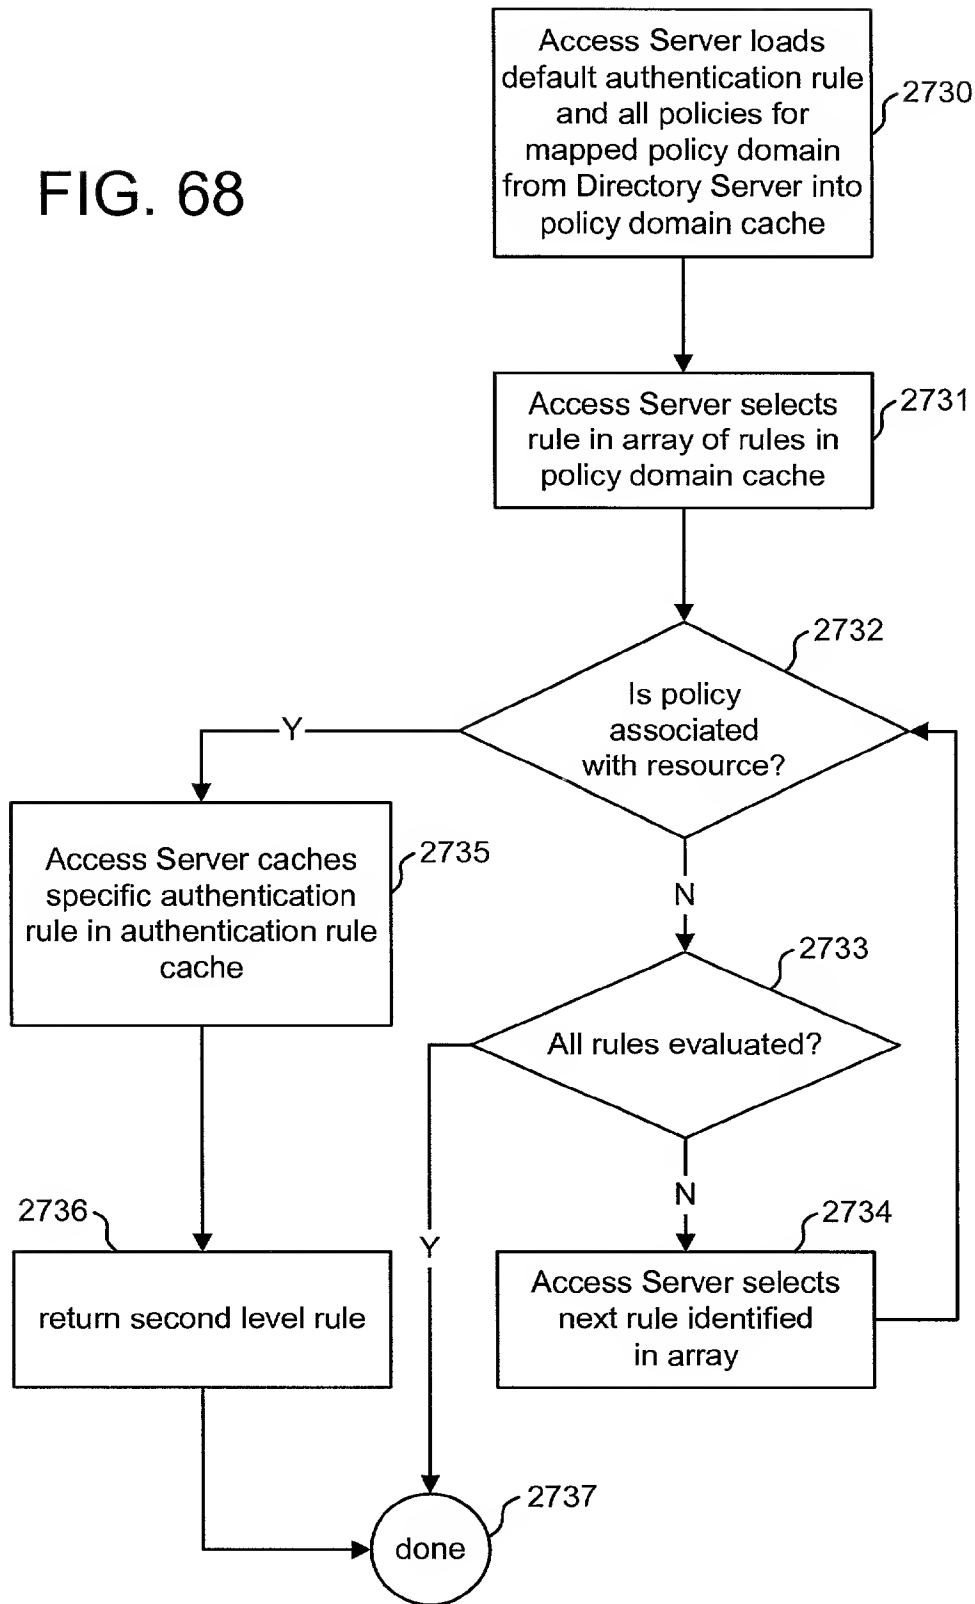 FIG. 68
Access Server loads
default authentication rule
and all policies for
mapped policy domain
from Directory Server into
policy domain cache
2730
Access Server selects
rule in array of rules in
policy domain cache
2731
Is policy
associated
with resource?
2732
Y
N
Access Server caches
specific authentication
rule in authentication rule
cache
2735
All rules evaluated?
2733
Y
N
return second level rule
2736
Access Server selects
next rule identified
in array
2734
done
2737